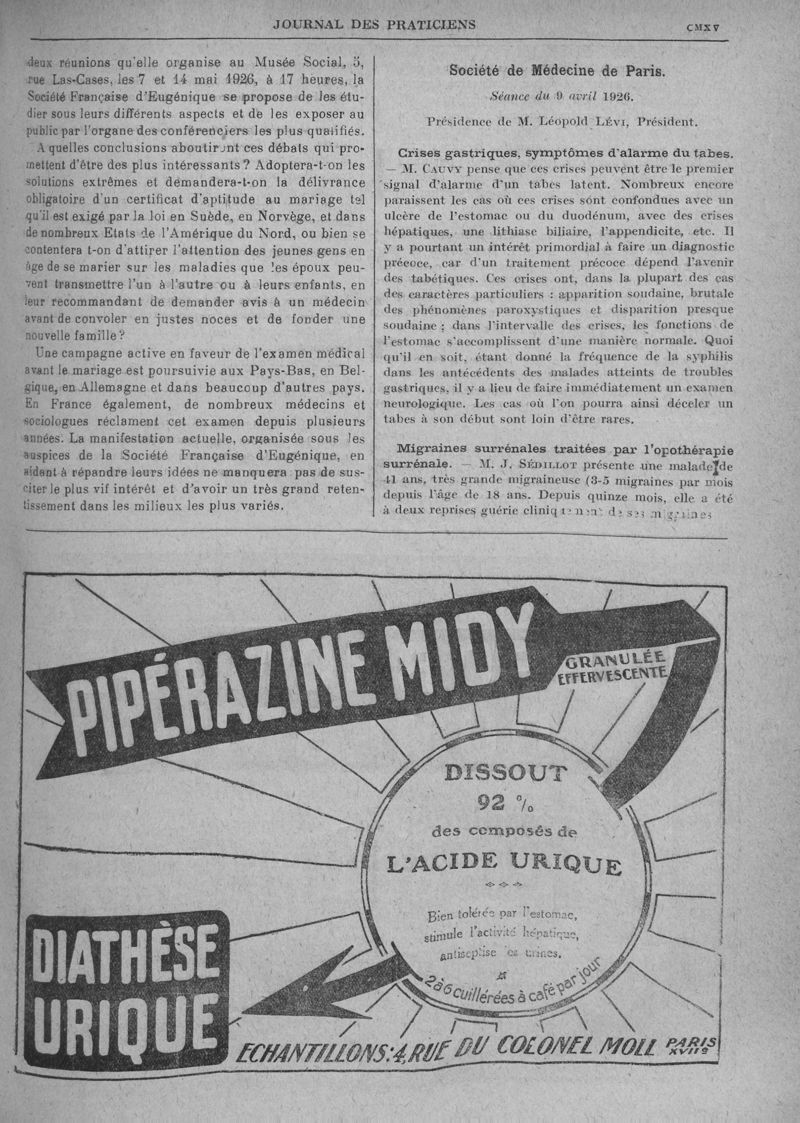 JOURNAL DES PRATICIENS
CMXV
deux réunions qu'elle organise au Musée Social, 5,
rue Las-Cases, les 7 et 14 mai 1926, à 17 heures, la
Société Française d'Eugénique se propose de les étu-
dier sous leurs différents aspects et de les exposer au
public par l'organe des conférenciers les plus qualifiés.
A quelles conclusions aboutiront ces débats qui pro-
mettent d'être des plus intéressants ? Adoptera-t-on les
solutions extrêmes et demandera-t-on la délivrance
obligatoire d'un certificat d'aptitude au mariage tel
qu'il est exigé par la loi en Suède, en Norvège, et dans
de nombreux Etats de l'Amérique du Nord, ou bien se
contentera t-on d'attirer l'attention des jeunes gens en
âge de se marier sur les maladies que les époux peu-
vent transmettre l'un à l'autre ou à leurs enfants, en
leur recommandant de demander avis à un médecin
avant de convoler en justes noces et de fonder une
nouvelle famille ?
Une campagne active en faveur de l'examen médical
avant le mariage est poursuivie aux Pays-Bas, en Bel-
gique, en Allemagne et dans beaucoup d'autres pays.
En France également, de nombreux médecins et
sociologues réclament cet examen depuis plusieurs
années. La manifestation actuelle, organisée sous les
auspices de la Société Française d'Eugénique, en
aidant à répandre leurs idées ne manquera pas de sus-
citer le plus vif intérêt et d'avoir un très grand reten-
tissement dans les milieux les plus variés.
Société de Médecine de Paris.
Séance du 9 avril 1926.
Présidence de M. Léopold LÉVI, Président.
Crises gastriques, symptômes d'alarme du tabes.
— M. CAUVY pense que ces crises peuvent être le premier
signal d'alarme d'un tabes latent. Nombreux encore
paraissent les cas où ces crises sont confondues avec un
ulcère de l'estomac ou du duodénum, avec des crises
hépatiques, une lithiase biliaire, l'appendicite, etc. Il
y a pourtant un intérêt primordial à faire un diagnostic
précoce, car d'un traitement précoce dépend l'avenir
des tabétiques. Ces crises ont, dans la plupart des cas
des caractères particuliers : apparition soudaine, brutale
des phénomènes paroxystiques et disparition presque
soudaine ; dans l'intervalle des crises, les fonctions de
l'estomac s'accomplissent d'une manière normale. Quoi
qu'il en soit, étant donné la fréquence de la syphilis
dans les antécédents des malades atteints de troubles
gastriques, il y a lieu de faire immédiatement un examen
neurologique. Les cas où l'on pourra ainsi déceler un
tabes à son début sont loin d'être rares.
Migraines surrénales traitées par l'opothérapie
surrénale. — M. J. SÉDILLOT présente une malade de
41 ans, très grande migraineuse (3-5 migraines par mois
depuis l'âge de 18 ans. Depuis quinze mois, elle a été
à deux reprises guérie cliniquement de ses migraines
PIPÉRAZINE MIDY
GRANULÉE
EFFERVESCENTE
DISSOUT
92 %
des composés de
L'ACIDE URIQUE
Bien tolérée par l'estomac,
stimule l'activité hépatique,
antiseptise les urines.
2 à 6 cuillérées à café par jour
DIATHÈSE
URIQUE
ECHANTILLONS: 4, RUE DU COLONEL MOLL PARIS XVIIe